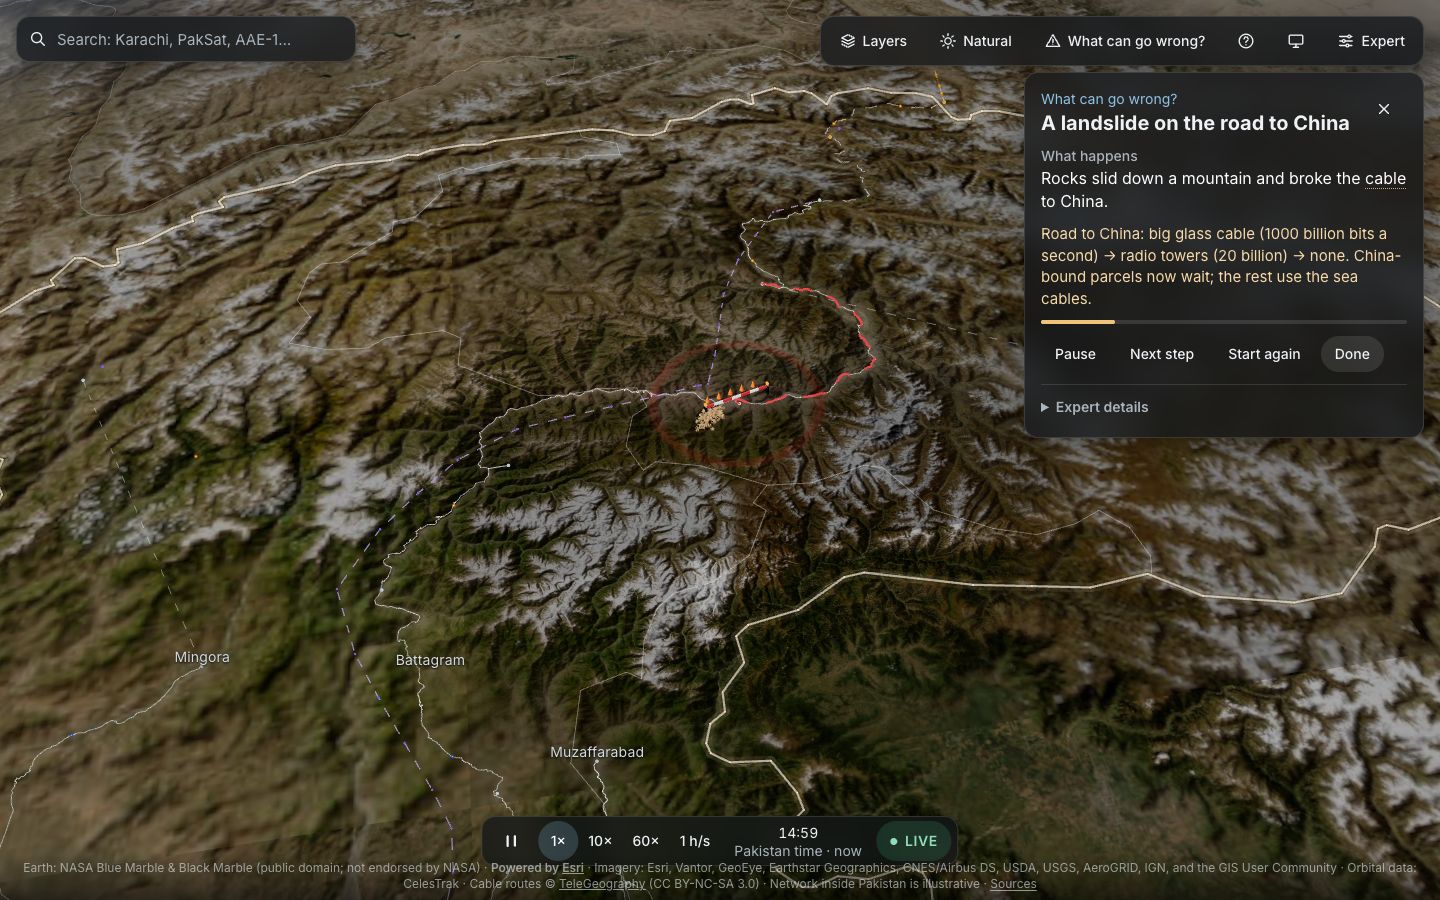 Search: Karachi, PakSat, AAE-1...
Layers
Natural
What can go wrong?
Expert
What can go wrong?
A landslide on the road to China
What happens
Rocks slid down a mountain and broke the cable
to China.
Road to China: big glass cable (1000 billion bits a
second) → radio towers (20 billion) → none. China-
bound parcels now wait; the rest use the sea
cables.
Pause
Next step
Start again
Done
Expert details
Mingora
Battagram
Muzaffarabad
1×
10×
60×
1 h/s
14:59
Pakistan time · now
LIVE
Earth: NASA Blue Marble & Black Marble (public domain; not endorsed by NASA) · Powered by Esri · Imagery: Esri, Vantor, GeoEye, Earthstar Geographics, CNES/Airbus DS, USDA, USGS, AeroGRID, IGN, and the GIS User Community · Orbital data:
CelesTrak · Cable routes © TeleGeography (CC BY-NC-SA 3.0) · Network inside Pakistan is illustrative · Sources